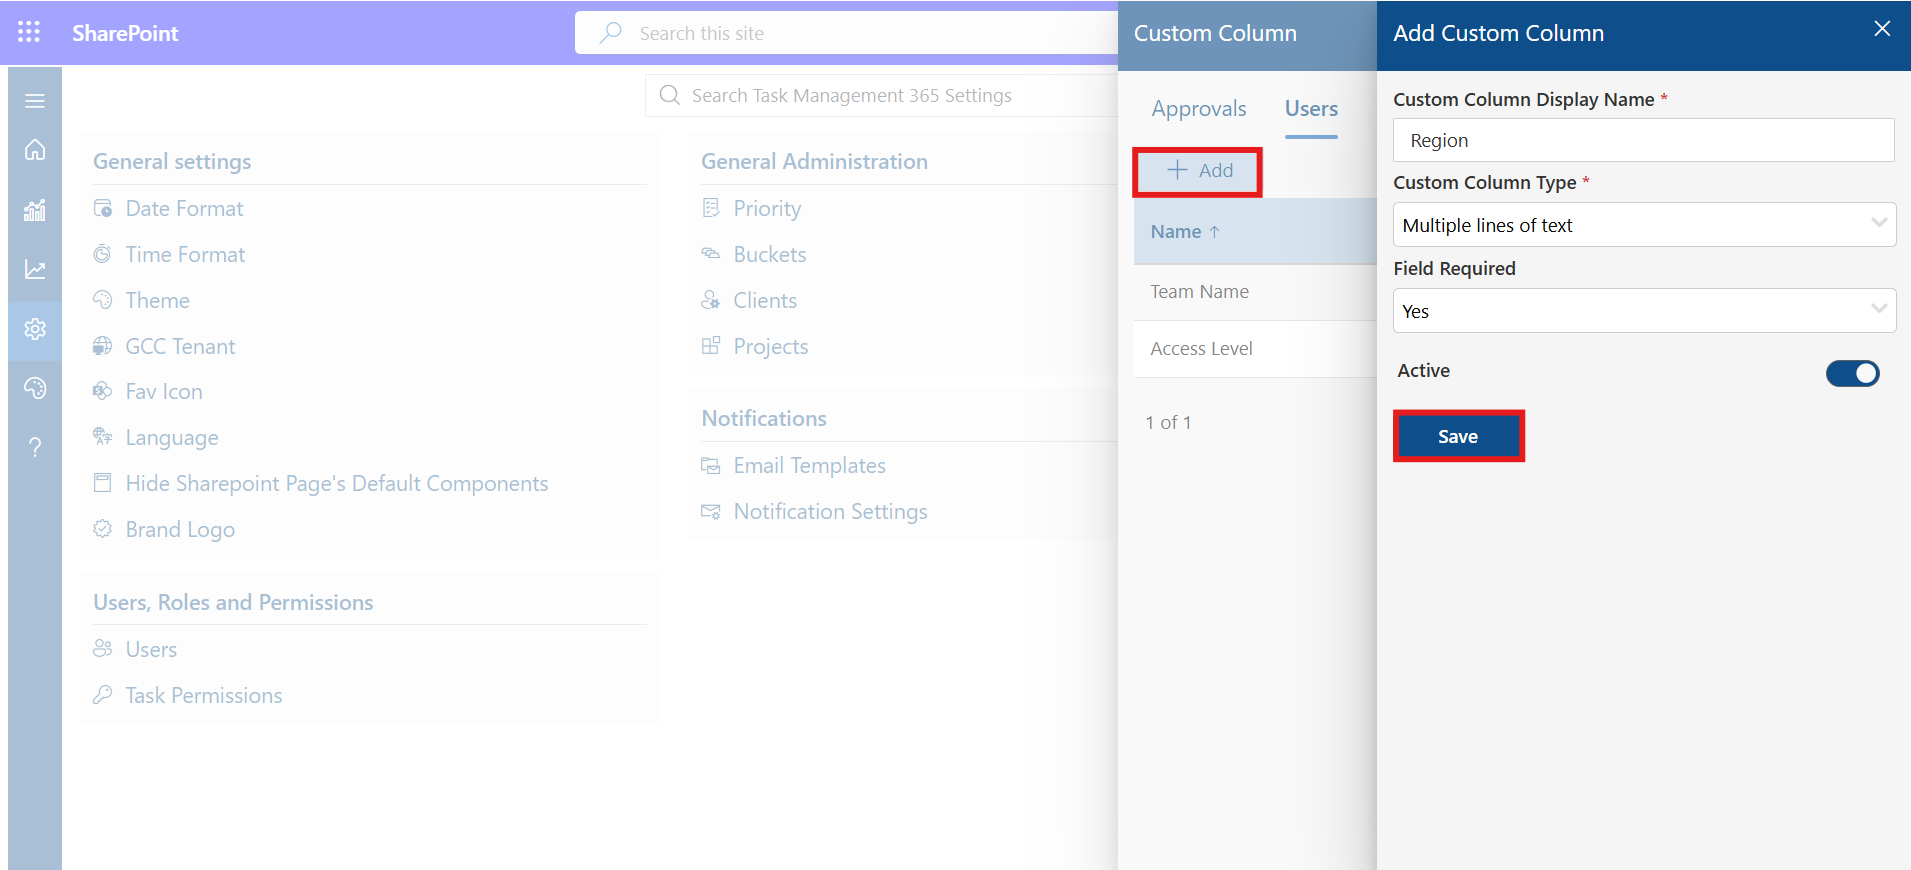 SharePoint
Search this site
Search Task Management 365 Settings
General settings
Date Format
Time Format
Theme
GCC Tenant
Fav Icon
Language
Hide Sharepoint Page's Default Components
Brand Logo
Users, Roles and Permissions
Users
Task Permissions
General Administration
Priority
Buckets
Clients
Projects
Notifications
Email Templates
Notification Settings
Custom Column
Approvals Users
+ Add
Name ↑
Team Name
Access Level
1 of 1
Add Custom Column
Custom Column Display Name *
Region
Custom Column Type *
Multiple lines of text
Field Required
Yes
Active
Save